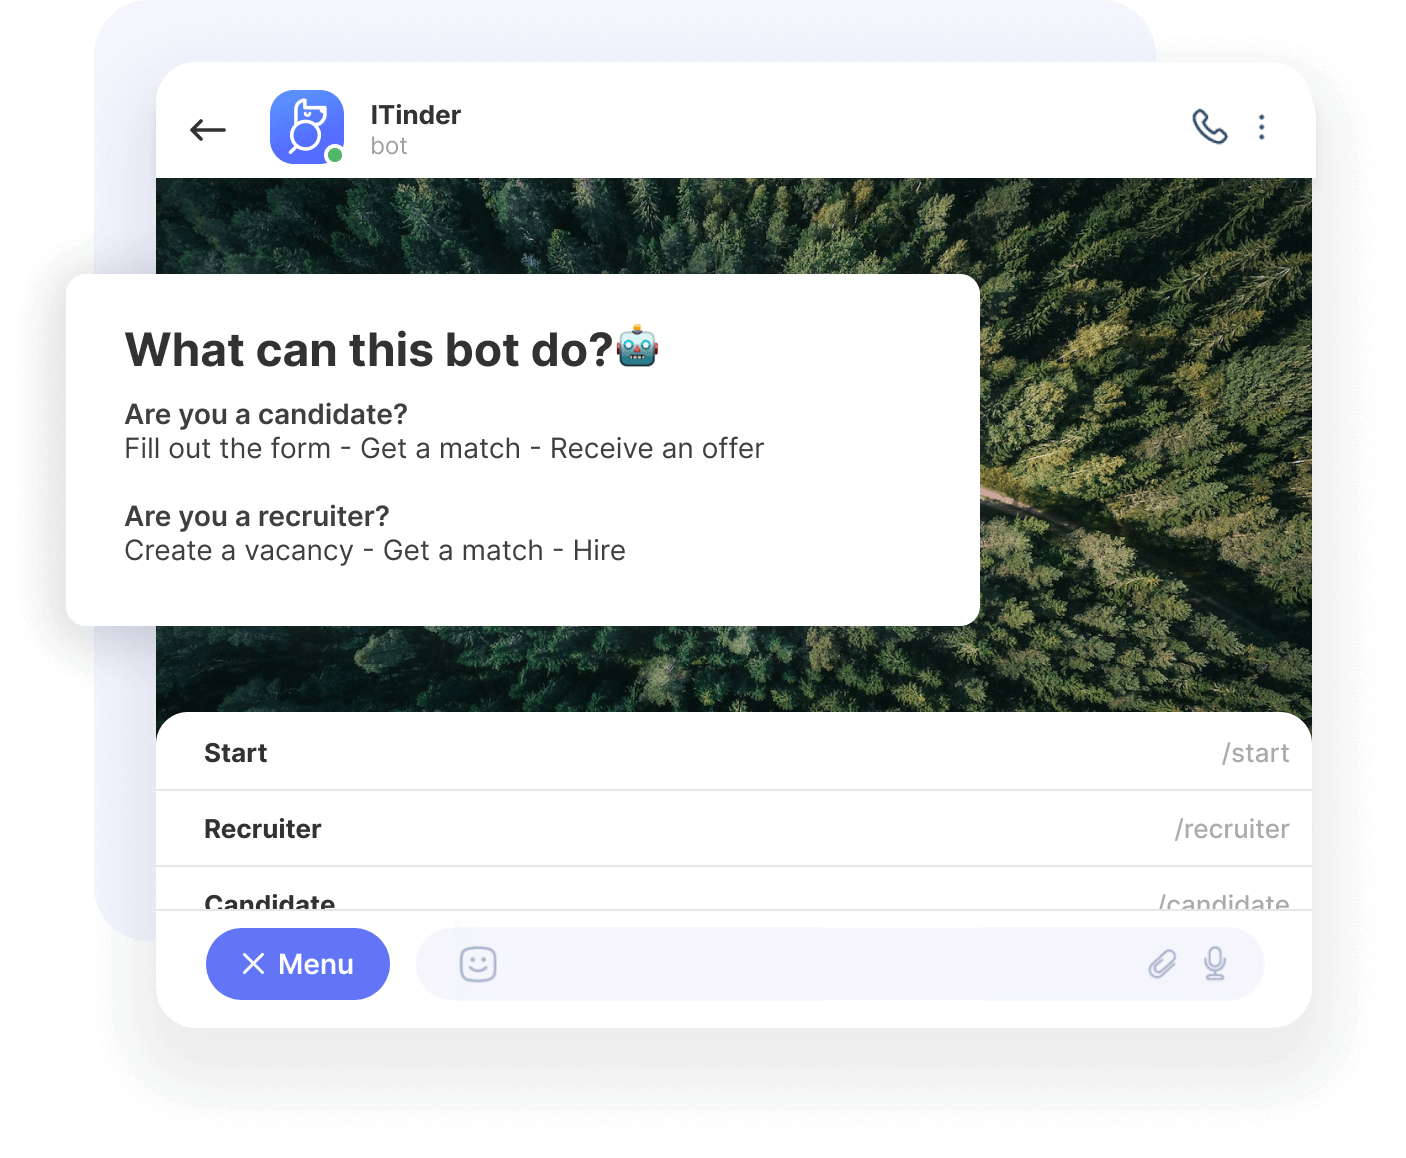 ITinder
bot
What can this bot do?🤖
Are you a candidate?
Fill out the form - Get a match - Receive an offer
Are you a recruiter?
Create a vacancy - Get a match - Hire
Start /start
Recruiter /recruiter
Candidate /candidate
Menu